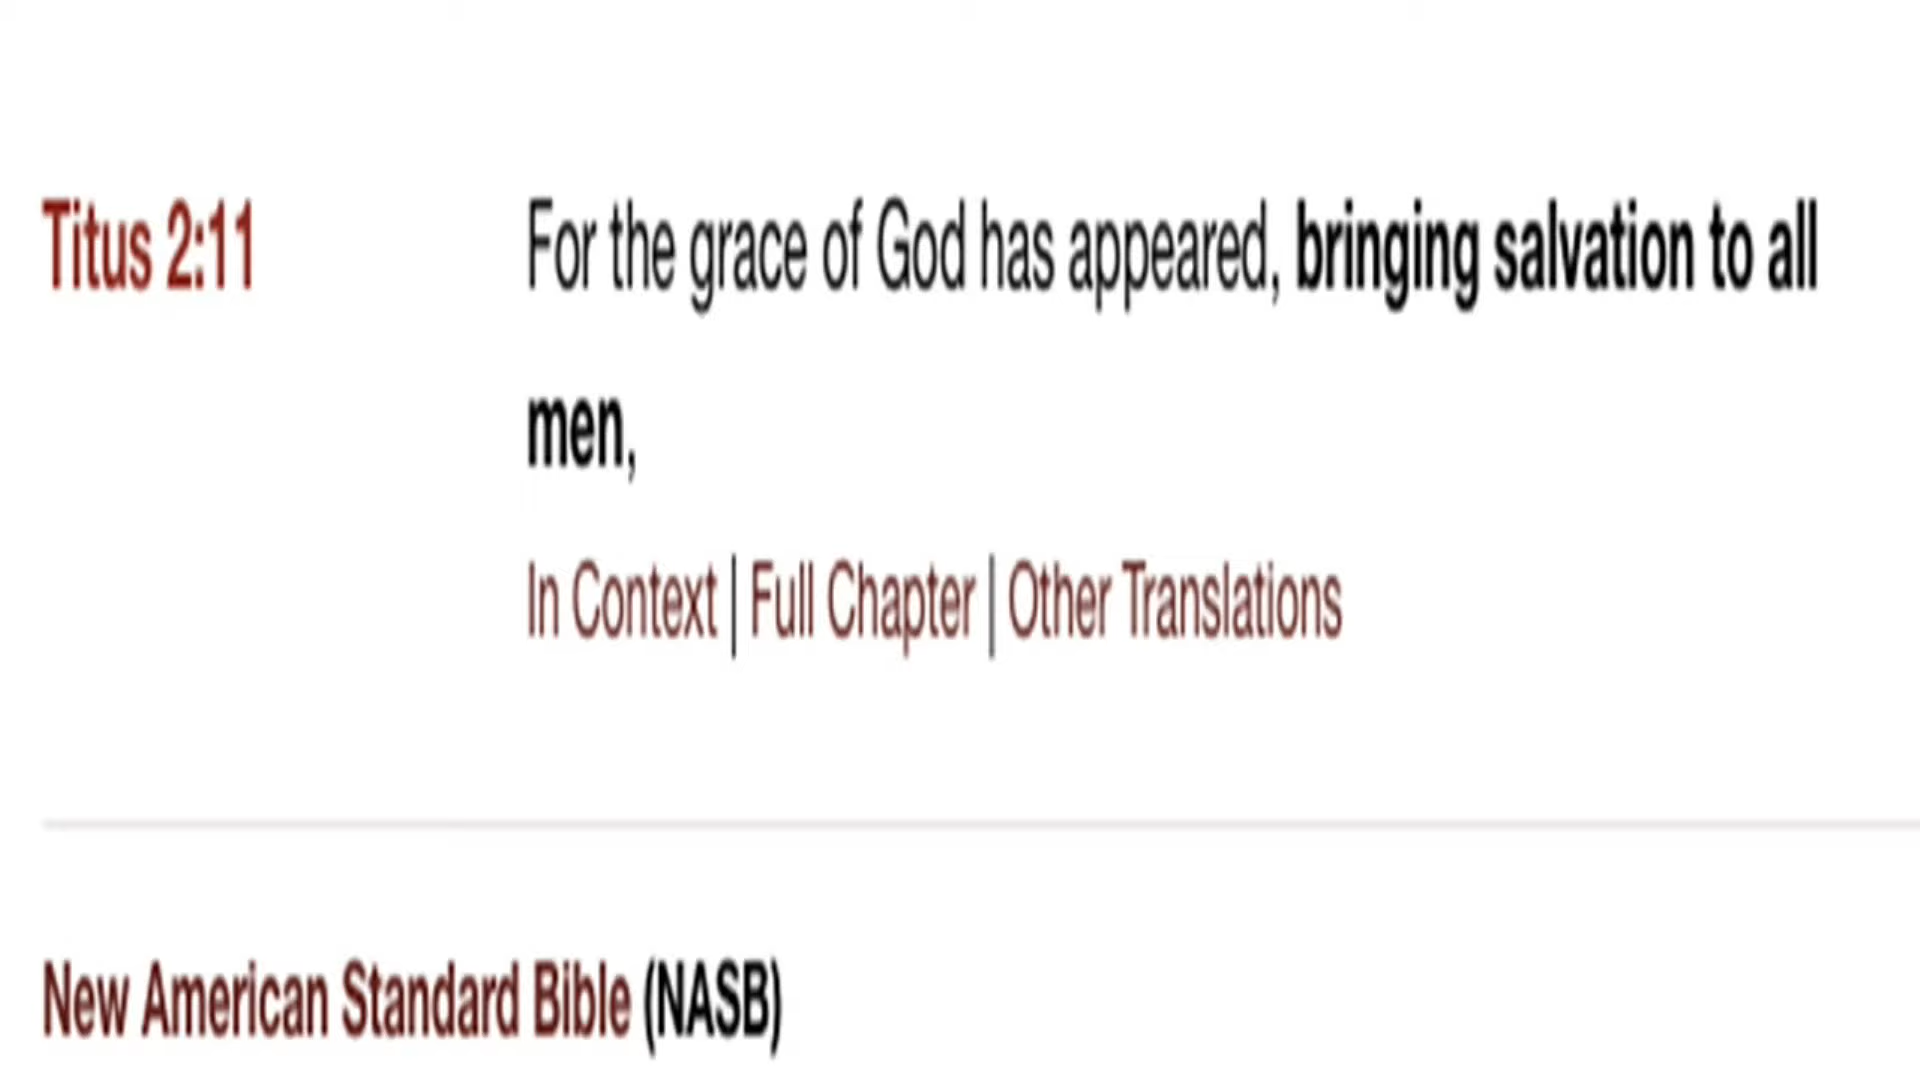 Titus 2:11 For the grace of God has appeared, bringing salvation to all
men,
In Context | Full Chapter | Other Translations
New American Standard Bible (NASB)